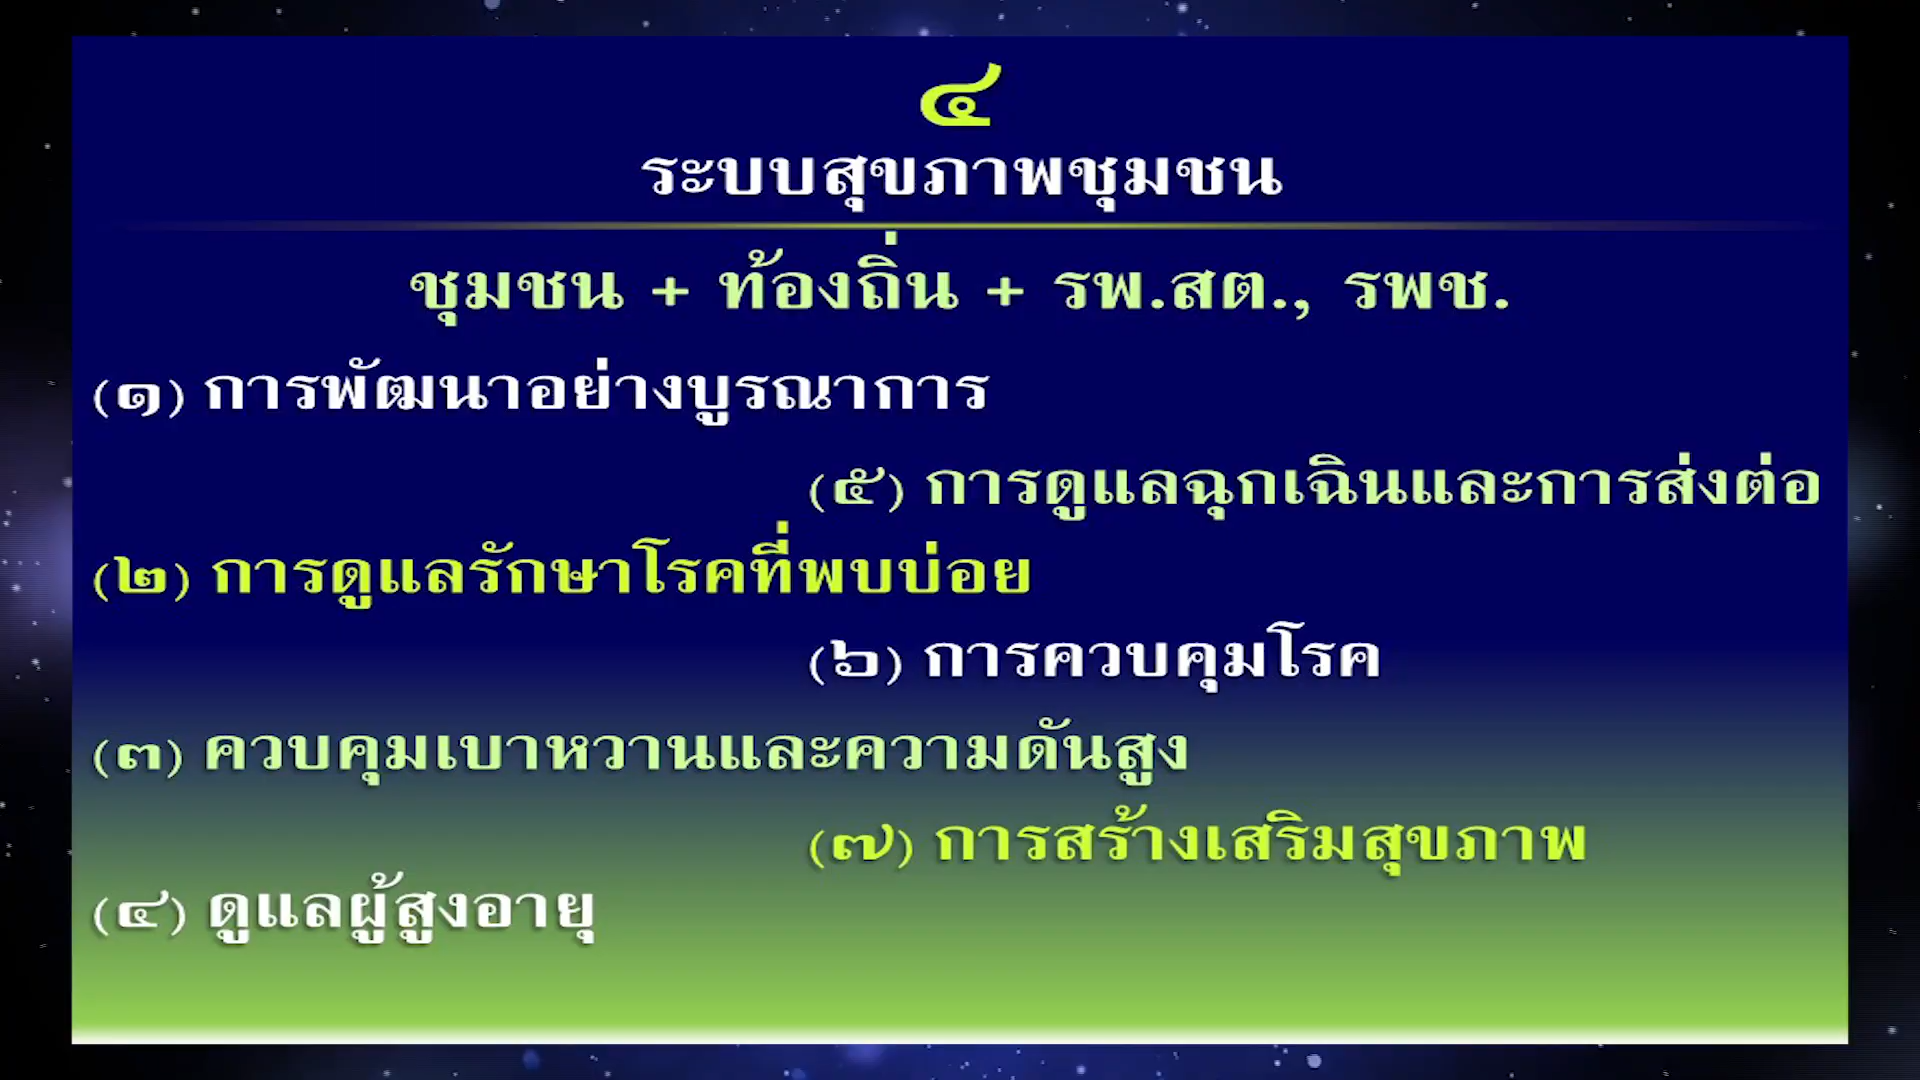 ๔
ระบบสุขภาพชุมชน
ชุมชน + ท้องถิ่น + รพ.สต., รพช.
(๑) การพัฒนาอย่างบูรณาการ
(๕) การดูแลฉุกเฉินและการส่งต่อ
(๒) การดูแลรักษาโรคที่พบบ่อย
(๖) การควบคุมโรค
(๓) ควบคุมเบาหวานและความดันสูง
(๗) การสร้างเสริมสุขภาพ
(๔) ดูแลผู้สูงอายุ